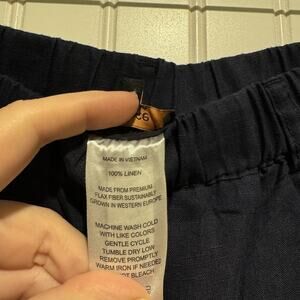 MADE IN VIETNAM
100% LINEN
MADE FROM PREMIUM
FLAX FIBER SUSTAINABLY
GROWN IN WESTERN EUROPE
MACHINE WASH COLD
WITH LIKE COLORS
GENTLE CYCLE
TUMBLE DRY LOW
REMOVE PROMPTLY
WARM IRON IF NEEDED
BLEACH